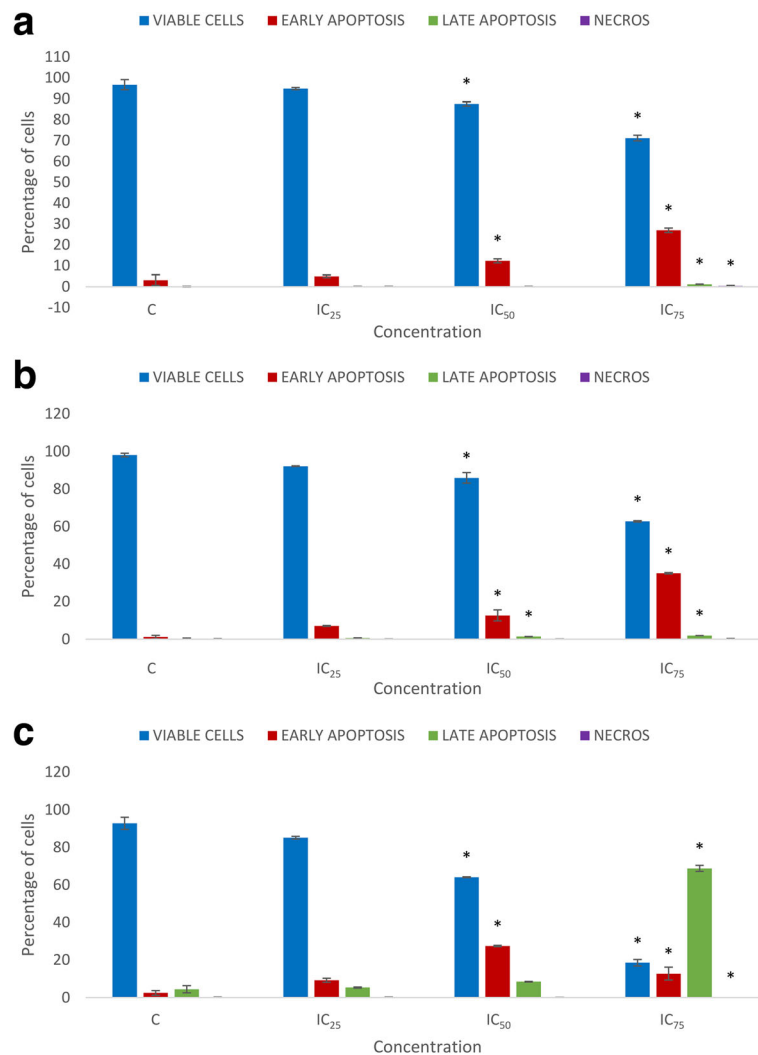 a
VIABLE CELLS EARLY APOPTOSIS LATE APOPTOSIS NECROS
110
100
90
80
70
60
50
40
30
20
10
0
-10
Percentage of cells
* * * * * *
C IC25 IC50 IC75
Concentration
b
VIABLE CELLS EARLY APOPTOSIS LATE APOPTOSIS NECROS
120
100
80
60
40
20
0
Percentage of cells
* * * * * *
C IC25 IC50 IC75
Concentration
c
VIABLE CELLS EARLY APOPTOSIS LATE APOPTOSIS NECROS
120
100
80
60
40
20
0
Percentage of cells
* * * * * *
C IC25 IC50 IC75
Concentration